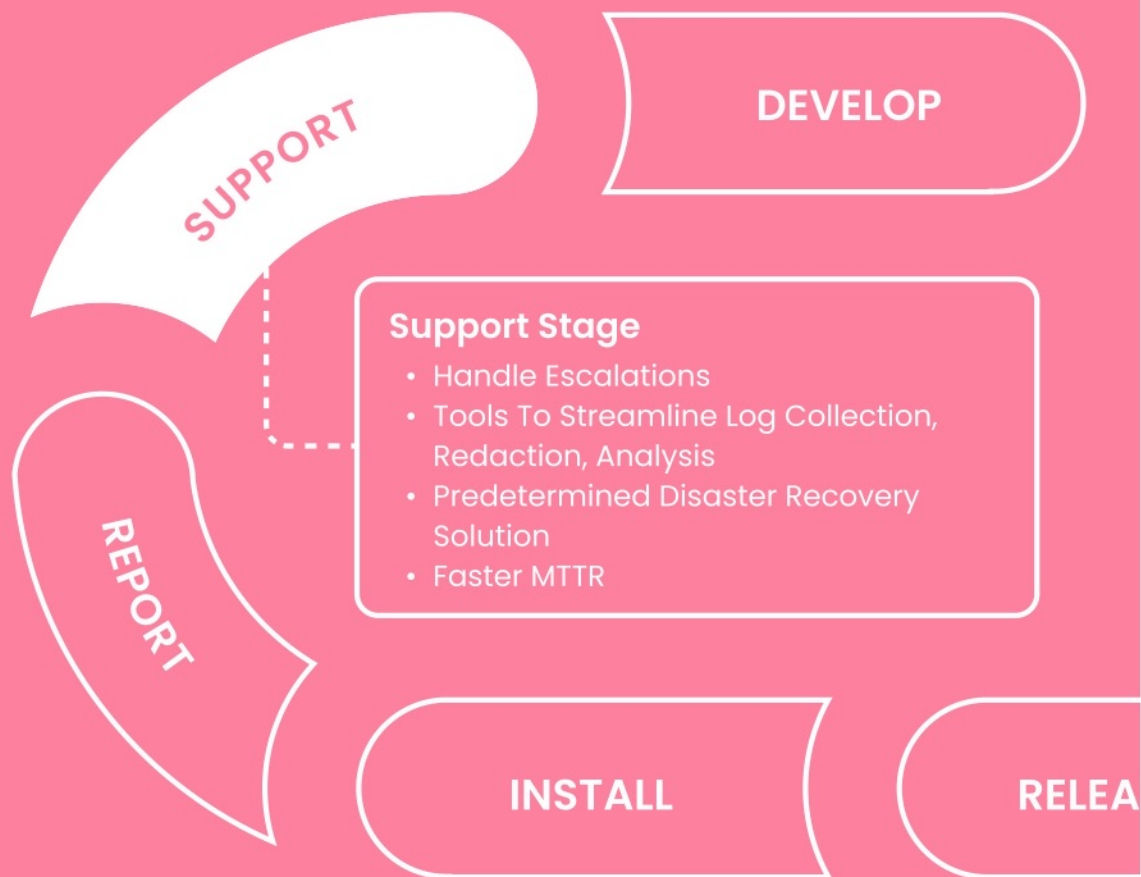 SUPPORT
DEVELOP
Support Stage
• Handle Escalations
• Tools To Streamline Log Collection,
Redaction, Analysis
• Predetermined Disaster Recovery
Solution
• Faster MTTR
REPORT
INSTALL
RELEA